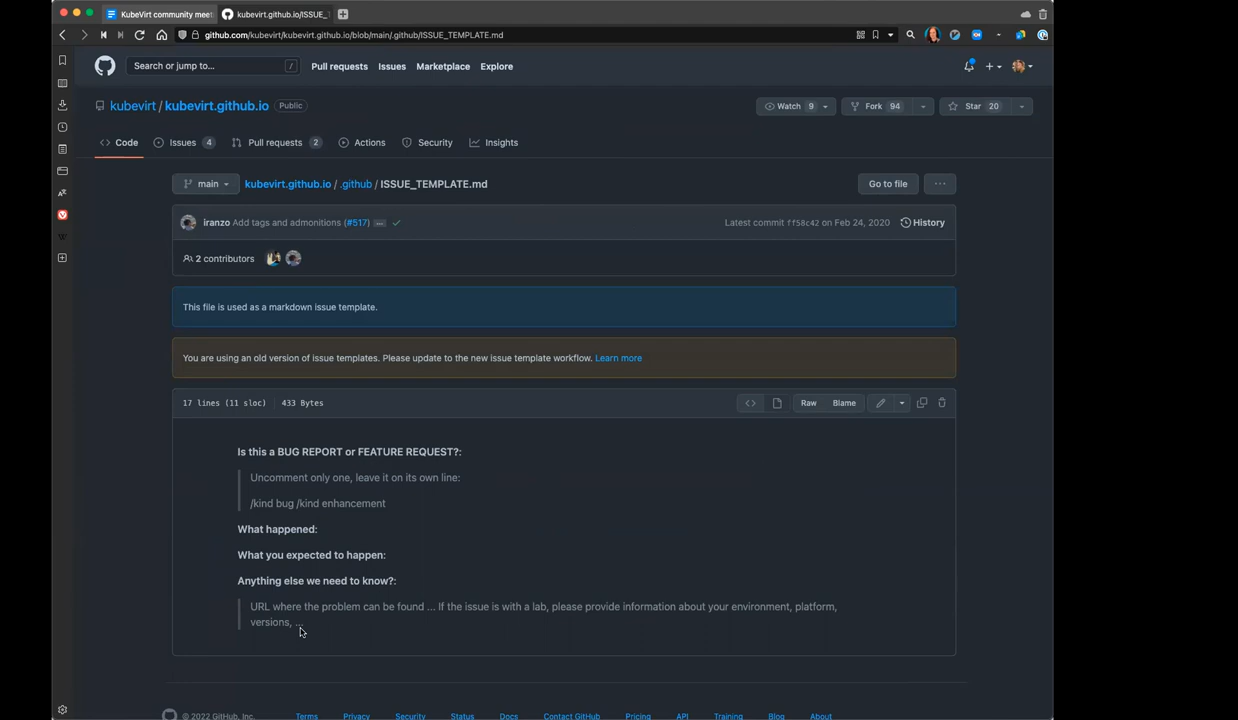 KubeVirt community meet
kubevirt.github.io/ISSUE_
github.com/kubevirt/kubevirt.github.io/blob/main/.github/ISSUE_TEMPLATE.md
Search or jump to...
/
Pull requests
Issues
Marketplace
Explore
kubevirt / kubevirt.github.io
Public
Watch 9
Fork 94
Star 20
Code
Issues 4
Pull requests 2
Actions
Security
Insights
main
kubevirt.github.io / .github / ISSUE_TEMPLATE.md
Go to file
...
iranzo Add tags and admonitions (#517) ...
Latest commit ff58c42 on Feb 24, 2020
History
2 contributors
This file is used as a markdown issue template.
You are using an old version of issue templates. Please update to the new issue template workflow. Learn more
17 lines (11 sloc)
433 Bytes
<>
Raw
Blame
Is this a BUG REPORT or FEATURE REQUEST?:
Uncomment only one, leave it on its own line:
/kind bug /kind enhancement
What happened:
What you expected to happen:
Anything else we need to know?:
URL where the problem can be found ... If the issue is with a lab, please provide information about your environment, platform,
versions, ...
© 2022 GitHub, Inc.
Terms
Privacy
Security
Status
Docs
Contact GitHub
Pricing
API
Training
Blog
About